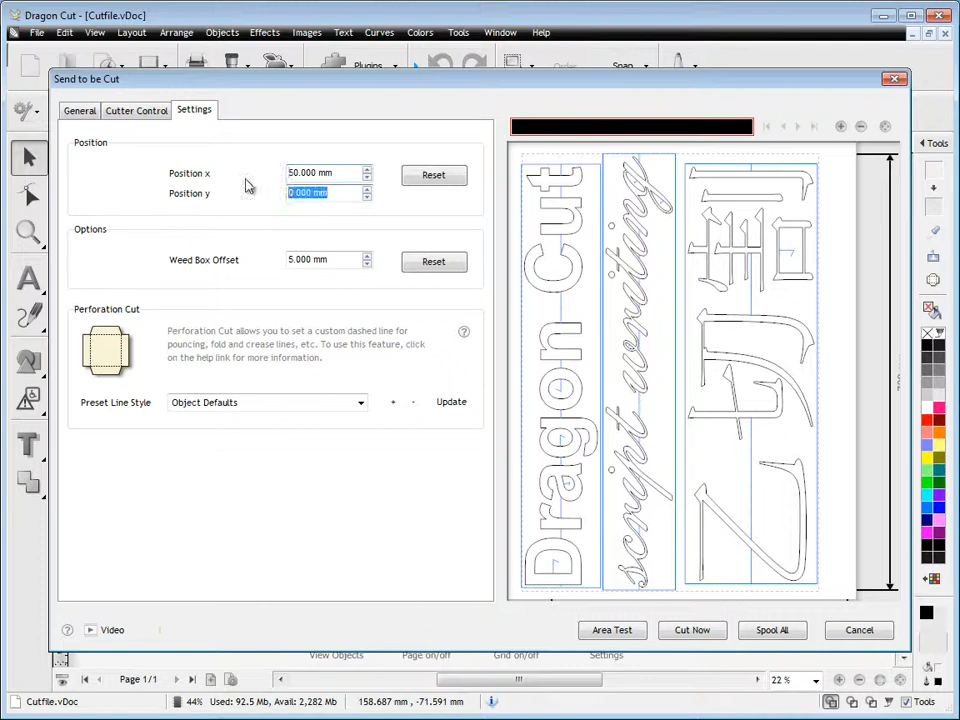 Dragon Cut - [Cutfile.vDoc]
File Edit View Layout Arrange Objects Effects Images Text Curves Colors Tools Window Help
Plugins Order Snap
Send to be Cut
General Cutter Control Settings
Position
Position x 50.000 mm Reset
Position y 0.000 mm
Options
Weed Box Offset 5.000 mm Reset
Perforation Cut
Perforation Cut allows you to set a custom dashed line for
pouncing, fold and crease lines, etc. To use this feature, click
on the help link for more information.
Preset Line Style Object Defaults + - Update
Dragon Cut
script writing
Tools
Video
Area Test Cut Now Spool All Cancel
View Objects Page on/off Grid on/off Settings
Page 1/1 22 %
Cutfile.vDoc 44% Used: 92.5 Mb, Avail: 2,282 Mb 158.687 mm , -71.591 mm Tools